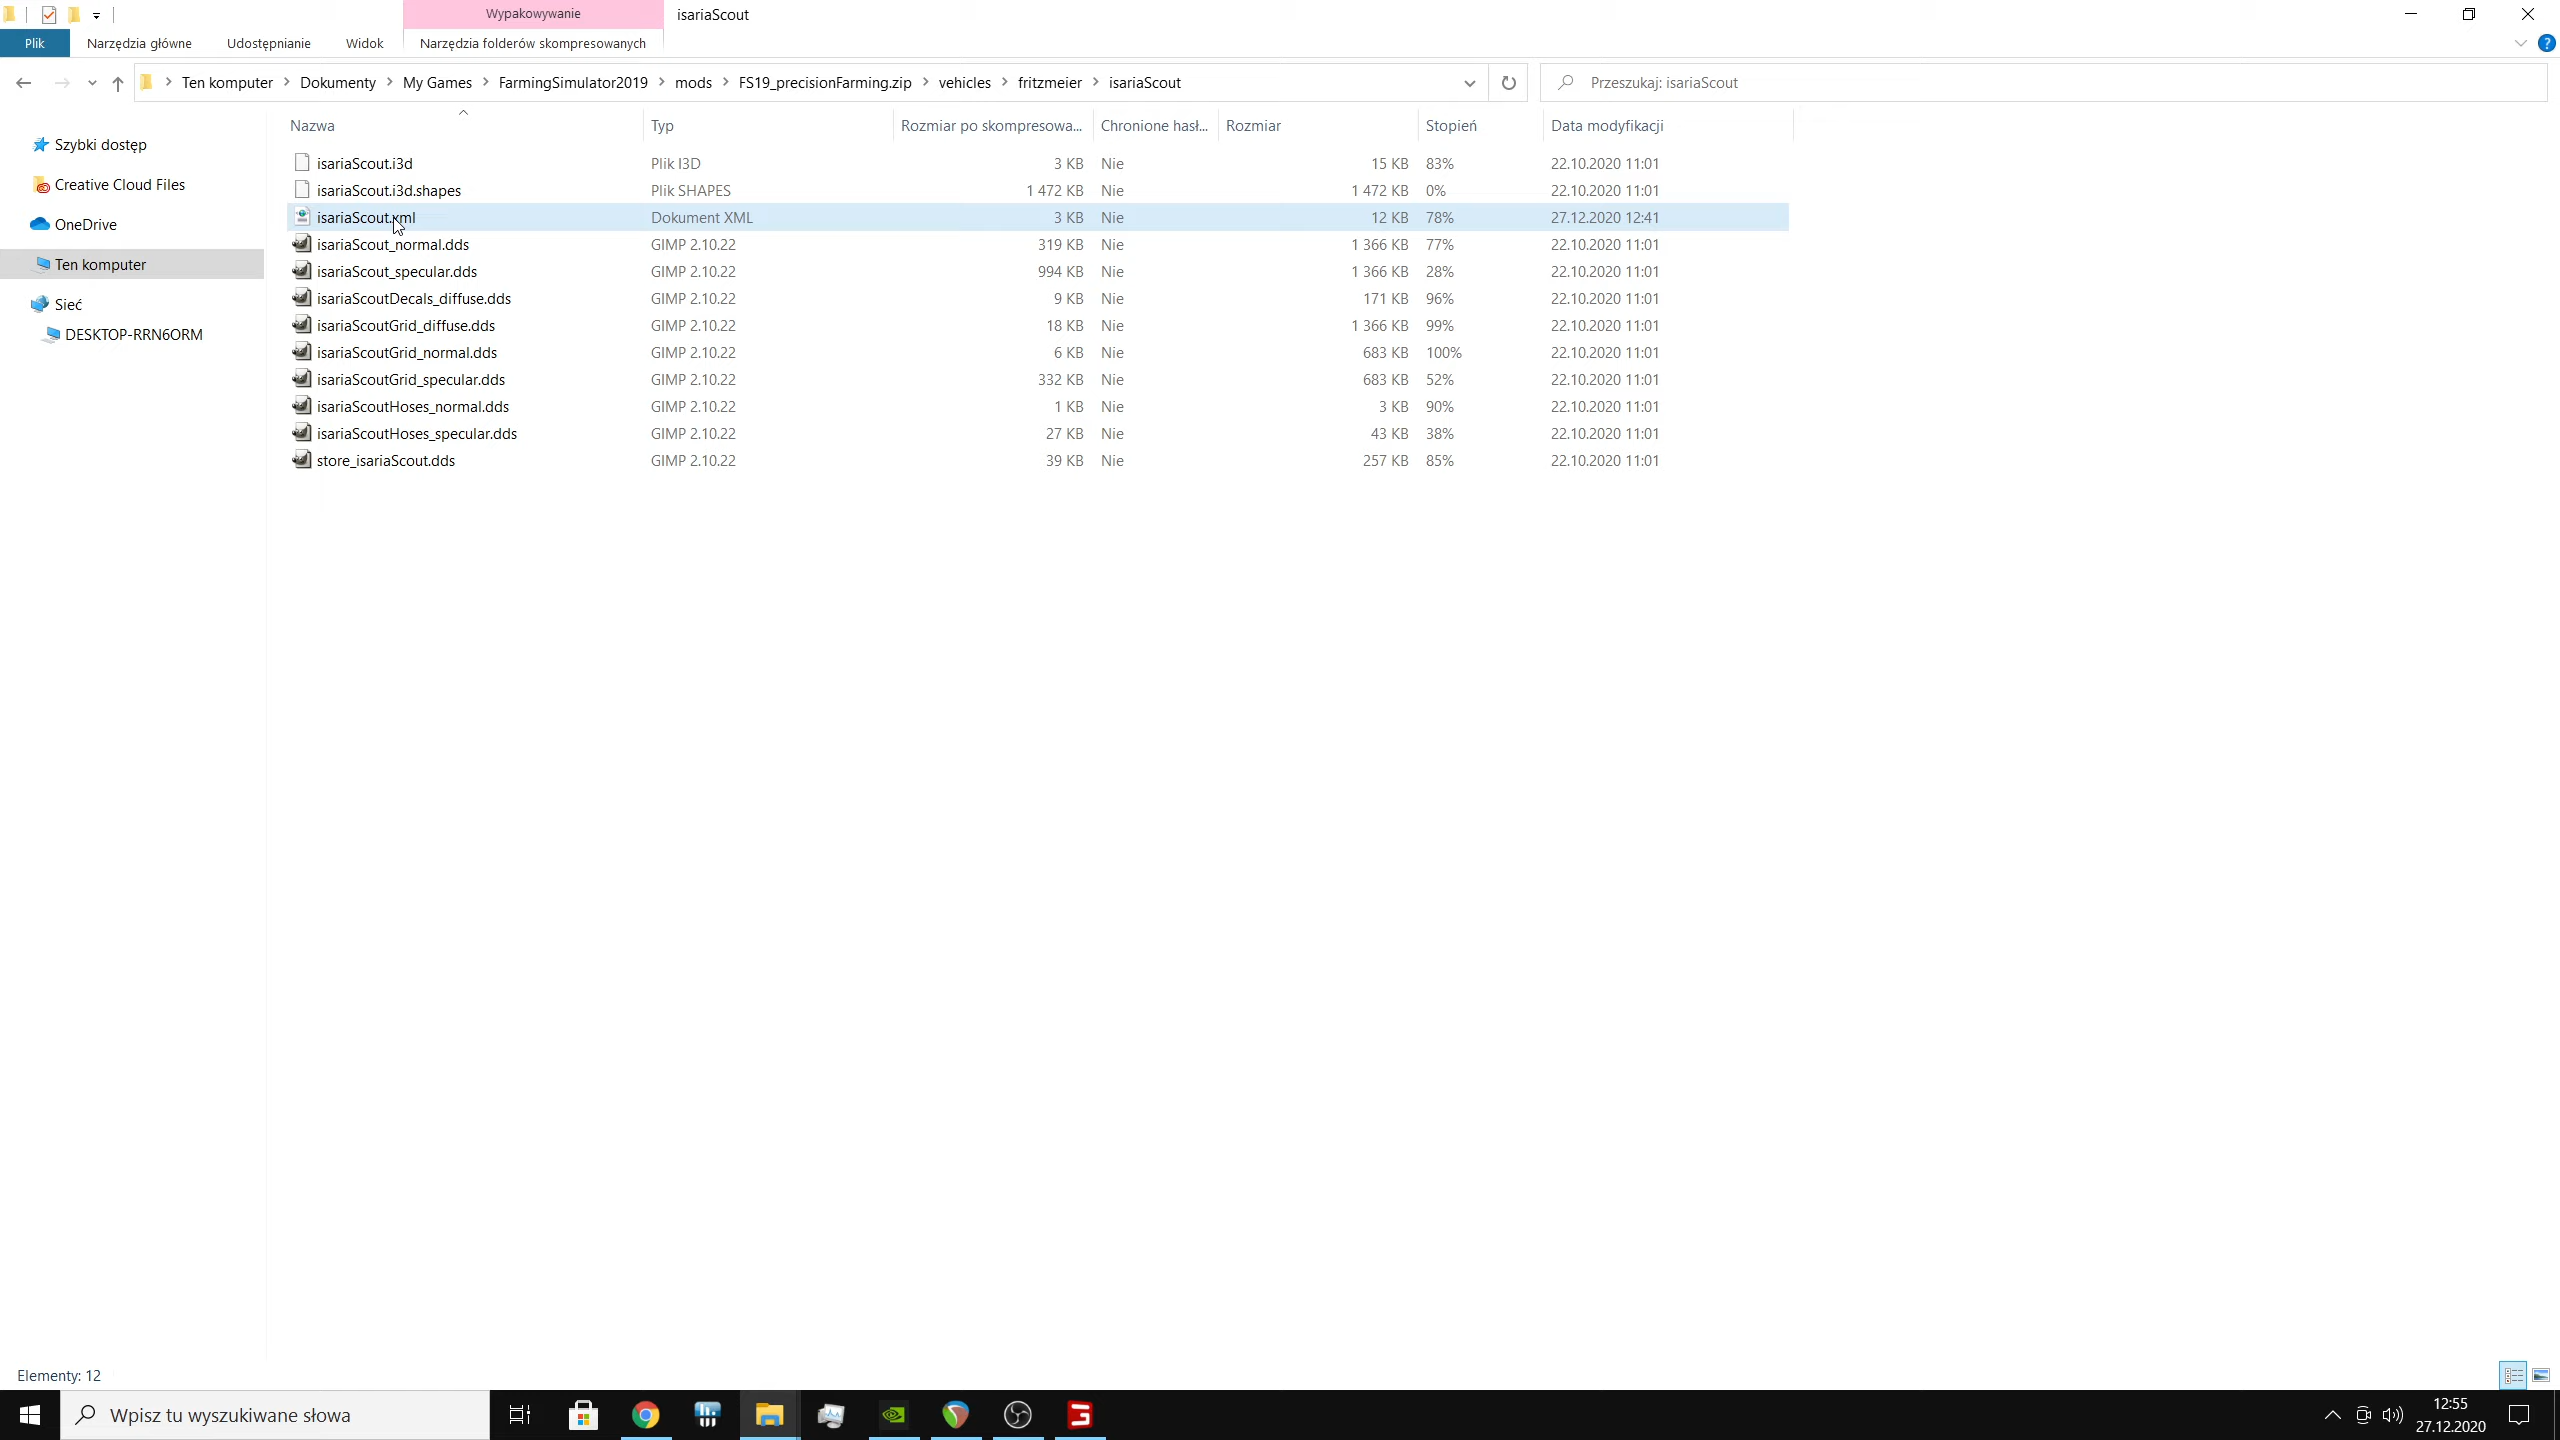 Wypakowywanie
isariaScout
Plik
Narzędzia główne
Udostępnianie
Widok
Narzędzia folderów skompresowanych
Ten komputer
Dokumenty
My Games
FarmingSimulator2019
mods
FS19_precisionFarming.zip
vehicles
fritzmeier
isariaScout
Przeszukaj: isariaScout
Szybki dostęp
Creative Cloud Files
OneDrive
Ten komputer
Sieć
DESKTOP-RRN6ORM
Nazwa Typ Rozmiar po skompresowa... Chronione hasł... Rozmiar Stopień Data modyfikacji
isariaScout.i3d Plik I3D 3 KB Nie 15 KB 83% 22.10.2020 11:01
isariaScout.i3d.shapes Plik SHAPES 1 472 KB Nie 1 472 KB 0% 22.10.2020 11:01
isariaScout.xml Dokument XML 3 KB Nie 12 KB 78% 27.12.2020 12:41
isariaScout_normal.dds GIMP 2.10.22 319 KB Nie 1 366 KB 77% 22.10.2020 11:01
isariaScout_specular.dds GIMP 2.10.22 994 KB Nie 1 366 KB 28% 22.10.2020 11:01
isariaScoutDecals_diffuse.dds GIMP 2.10.22 9 KB Nie 171 KB 96% 22.10.2020 11:01
isariaScoutGrid_diffuse.dds GIMP 2.10.22 18 KB Nie 1 366 KB 99% 22.10.2020 11:01
isariaScoutGrid_normal.dds GIMP 2.10.22 6 KB Nie 683 KB 100% 22.10.2020 11:01
isariaScoutGrid_specular.dds GIMP 2.10.22 332 KB Nie 683 KB 52% 22.10.2020 11:01
isariaScoutHoses_normal.dds GIMP 2.10.22 1 KB Nie 3 KB 90% 22.10.2020 11:01
isariaScoutHoses_specular.dds GIMP 2.10.22 27 KB Nie 43 KB 38% 22.10.2020 11:01
store_isariaScout.dds GIMP 2.10.22 39 KB Nie 257 KB 85% 22.10.2020 11:01
Elementy: 12
Wpisz tu wyszukiwane słowa
12:55
27.12.2020